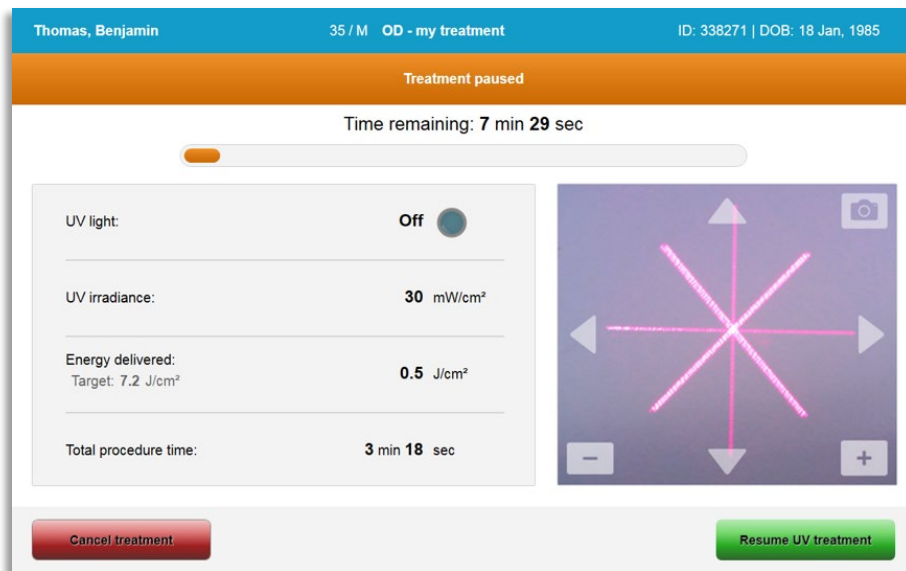 Thomas, Benjamin 35 / M OD - my treatment ID: 338271 | DOB: 18 Jan, 1985
Treatment paused
Time remaining: 7 min 29 sec
UV light: Off
UV irradiance: 30 mW/cm²
Energy delivered: 0.5 J/cm²
Target: 7.2 J/cm²
Total procedure time: 3 min 18 sec
Cancel treatment Resume UV treatment